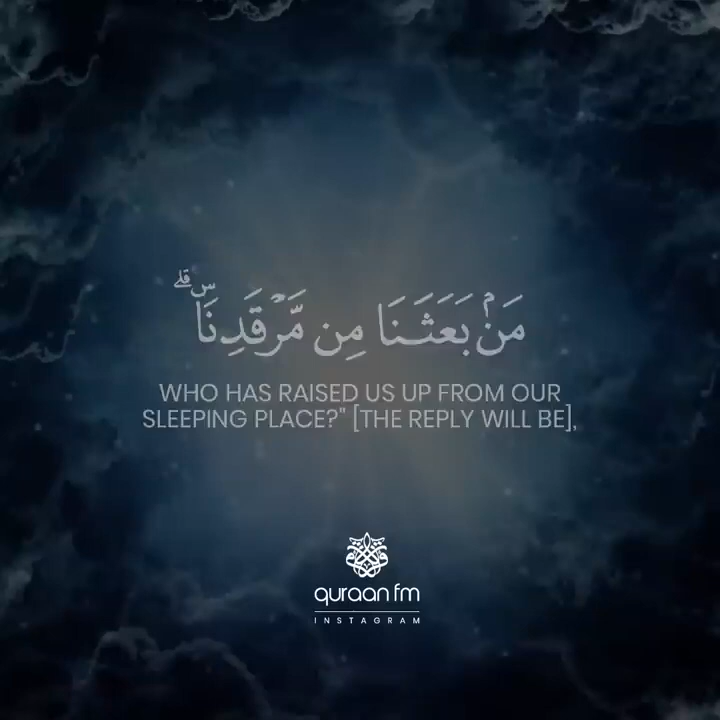 مَنۢ بَعَثَنَا مِن مَّرْقَدِنَاۜ ۗ
WHO HAS RAISED US UP FROM OUR
SLEEPING PLACE?" [THE REPLY WILL BE],
quraan fm
INSTAGRAM